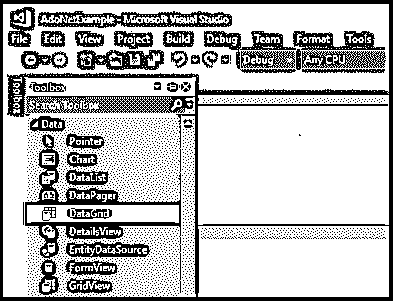 AdoNetExample - Microsoft Visual Studio
File Edit View Project Build Debug Team Format Tools
Debug Any CPU
Toolbox
Toolbox
Search Toolbox
Data
Pointer
Chart
DataList
DataPager
DataGrid
DetailsView
EntityDataSource
FormView
GridView